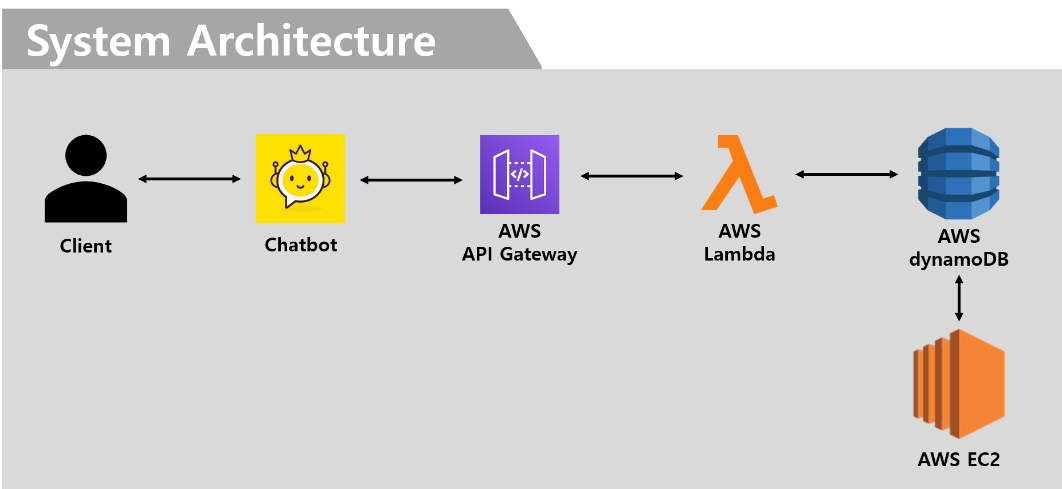 System Architecture
Client
Chatbot
AWS
API Gateway
AWS
Lambda
AWS
dynamoDB
AWS EC2